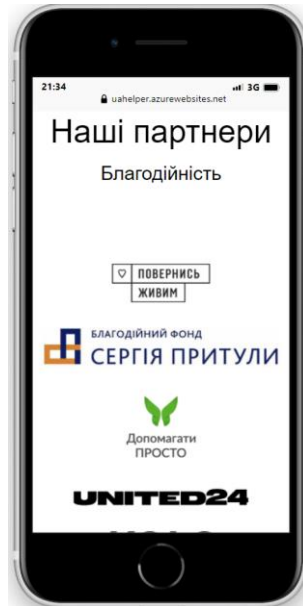 21:34
3G
uahelper.azurewebsites.net
Наші партнери
Благодійність
ПОВЕРНИСЬ
ЖИВИМ
БЛАГОДІЙНИЙ ФОНД
СЕРГІЯ ПРИТУЛИ
Допомагати
ПРОСТО
UNITED24